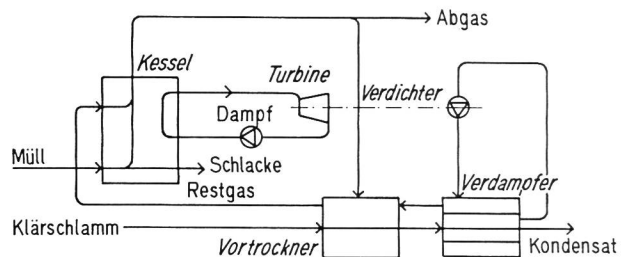 Abgas
Kessel
Turbine
Verdichter
Dampf
Müll
Schlacke
Restgas
Verdampfer
Klärschlamm
Vortrockner
Kondensat